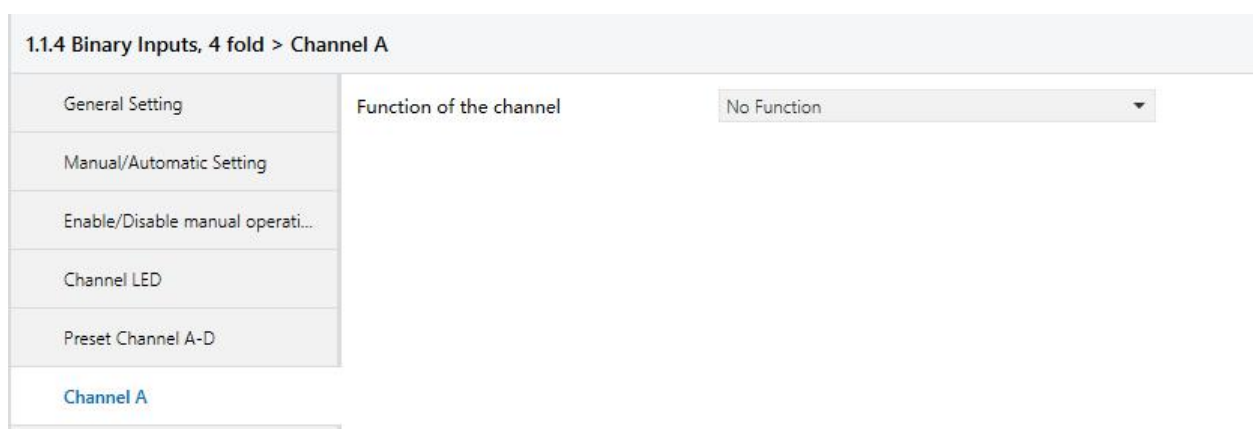 1.1.4 Binary Inputs, 4 fold > Channel A
General Setting
Function of the channel
No Function
Manual/Automatic Setting
Enable/Disable manual operati...
Channel LED
Preset Channel A-D
Channel A